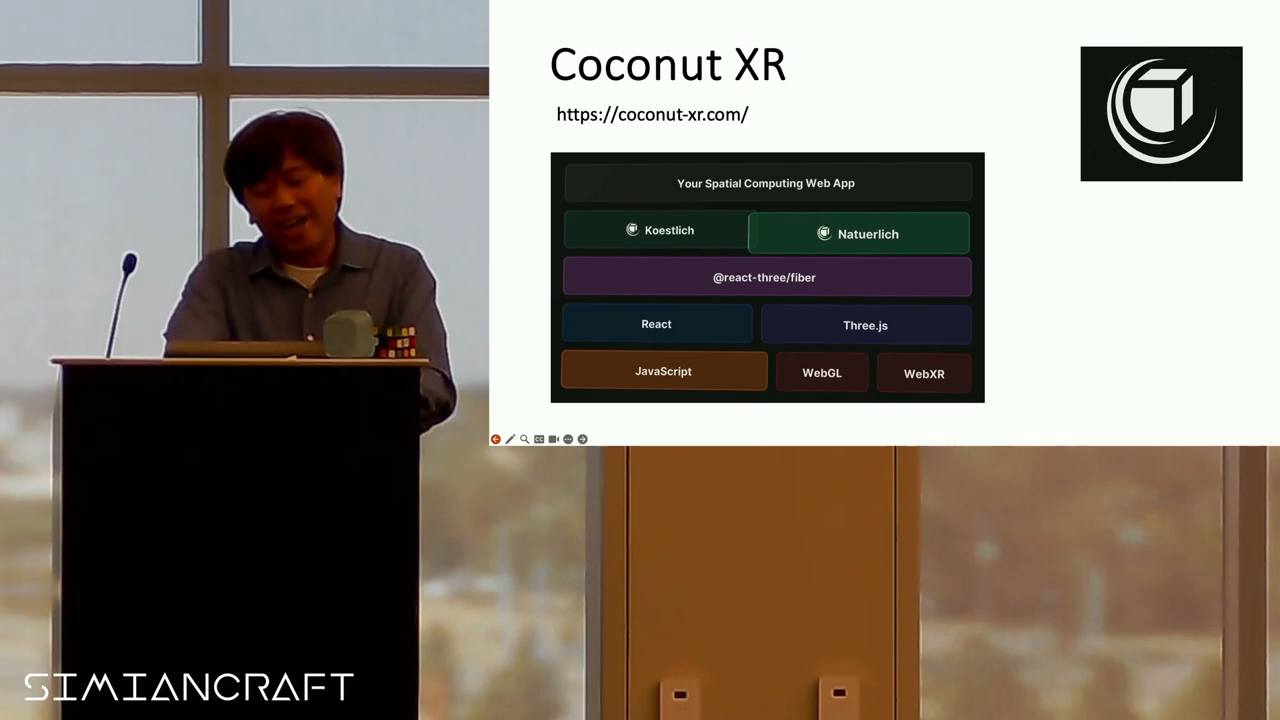 Coconut XR
https://coconut-xr.com/
Your Spatial Computing Web App
Koestlich
Natuerlich
@react-three/fiber
React
Three.js
JavaScript
WebGL
WebXR
CC
SIMIANCRAFT